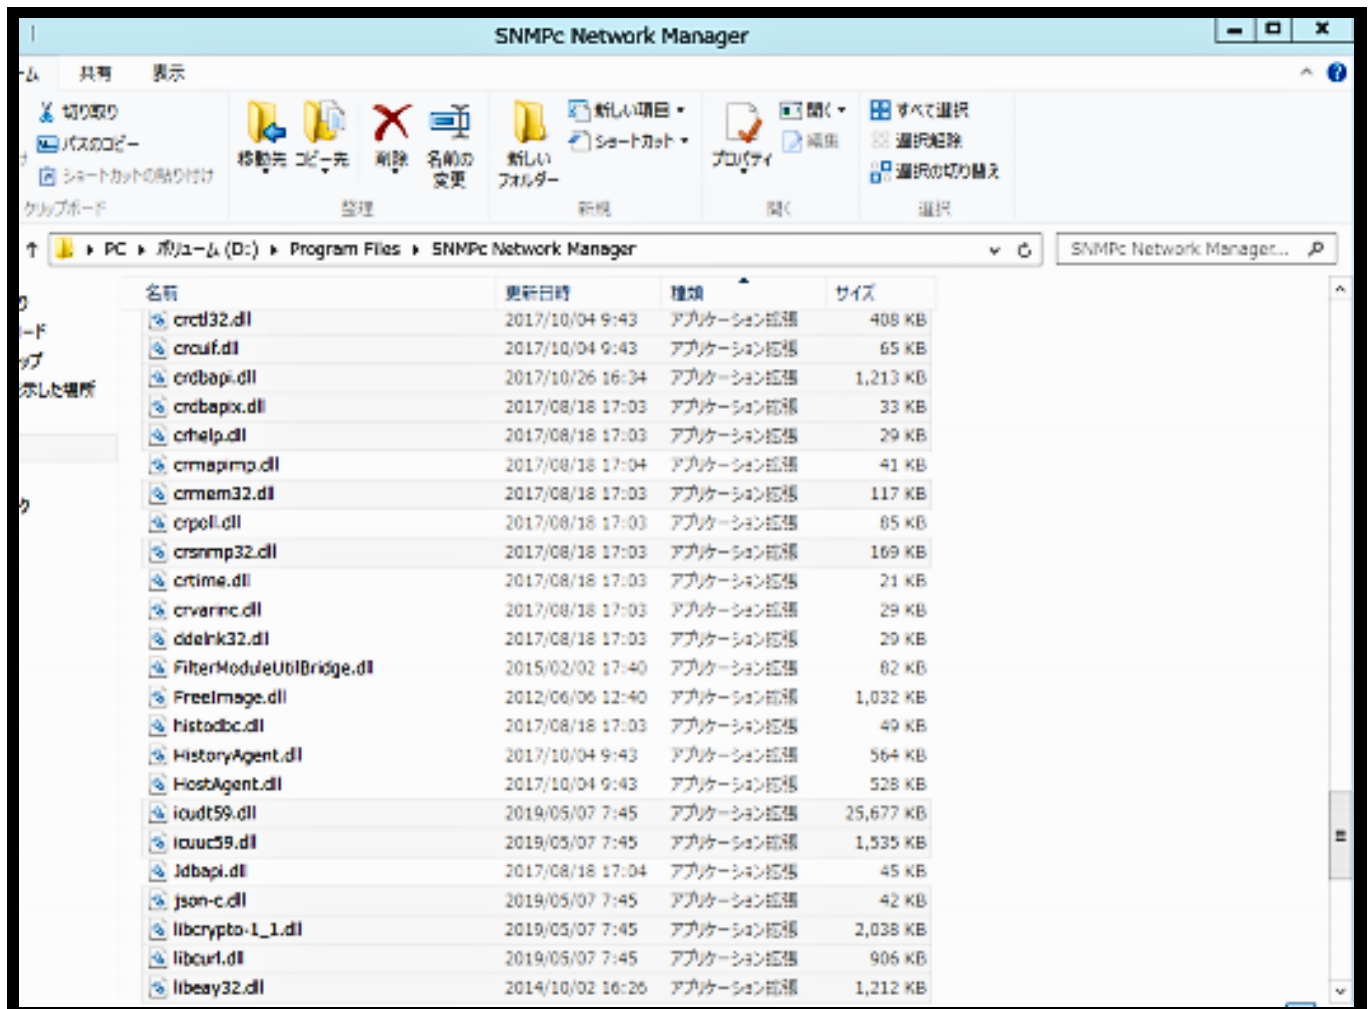 SNMPc Network Manager
共有 表示
切り取り
パスのコピー
ショートカットの貼り付け
クリップボード
移動先 コピー先 削除 名前の変更
整理
新しいフォルダー
新しい項目
ショートカット
新規
プロパティ
開く
編集
開く
すべて選択
選択解除
選択の切り替え
選択
PC ボリューム (D:) Program Files SNMPc Network Manager
SNMPc Network Manager...
名前 更新日時 種類 サイズ
crctl32.dll 2017/10/04 9:43 アプリケーション拡張 408 KB
crcuif.dll 2017/10/04 9:43 アプリケーション拡張 65 KB
crdbapi.dll 2017/10/26 16:34 アプリケーション拡張 1,213 KB
crdbapix.dll 2017/08/18 17:03 アプリケーション拡張 33 KB
crhelp.dll 2017/08/18 17:03 アプリケーション拡張 29 KB
crmapimp.dll 2017/08/18 17:04 アプリケーション拡張 41 KB
crmem32.dll 2017/08/18 17:03 アプリケーション拡張 117 KB
crpoll.dll 2017/08/18 17:03 アプリケーション拡張 85 KB
crsnmp32.dll 2017/08/18 17:03 アプリケーション拡張 169 KB
crtime.dll 2017/08/18 17:03 アプリケーション拡張 21 KB
crvarinc.dll 2017/08/18 17:03 アプリケーション拡張 29 KB
ddelnk32.dll 2017/08/18 17:03 アプリケーション拡張 29 KB
FilterModuleUtilBridge.dll 2015/02/02 17:40 アプリケーション拡張 82 KB
FreeImage.dll 2012/06/06 12:40 アプリケーション拡張 1,032 KB
histodbc.dll 2017/08/18 17:03 アプリケーション拡張 49 KB
HistoryAgent.dll 2017/10/04 9:43 アプリケーション拡張 564 KB
HostAgent.dll 2017/10/04 9:43 アプリケーション拡張 528 KB
icudt59.dll 2019/05/07 7:45 アプリケーション拡張 25,677 KB
icuuc59.dll 2019/05/07 7:45 アプリケーション拡張 1,535 KB
Jdbapi.dll 2017/08/18 17:04 アプリケーション拡張 45 KB
json-c.dll 2019/05/07 7:45 アプリケーション拡張 42 KB
libcrypto-1_1.dll 2019/05/07 7:45 アプリケーション拡張 2,038 KB
libcurl.dll 2019/05/07 7:45 アプリケーション拡張 906 KB
libeay32.dll 2014/10/02 16:26 アプリケーション拡張 1,212 KB